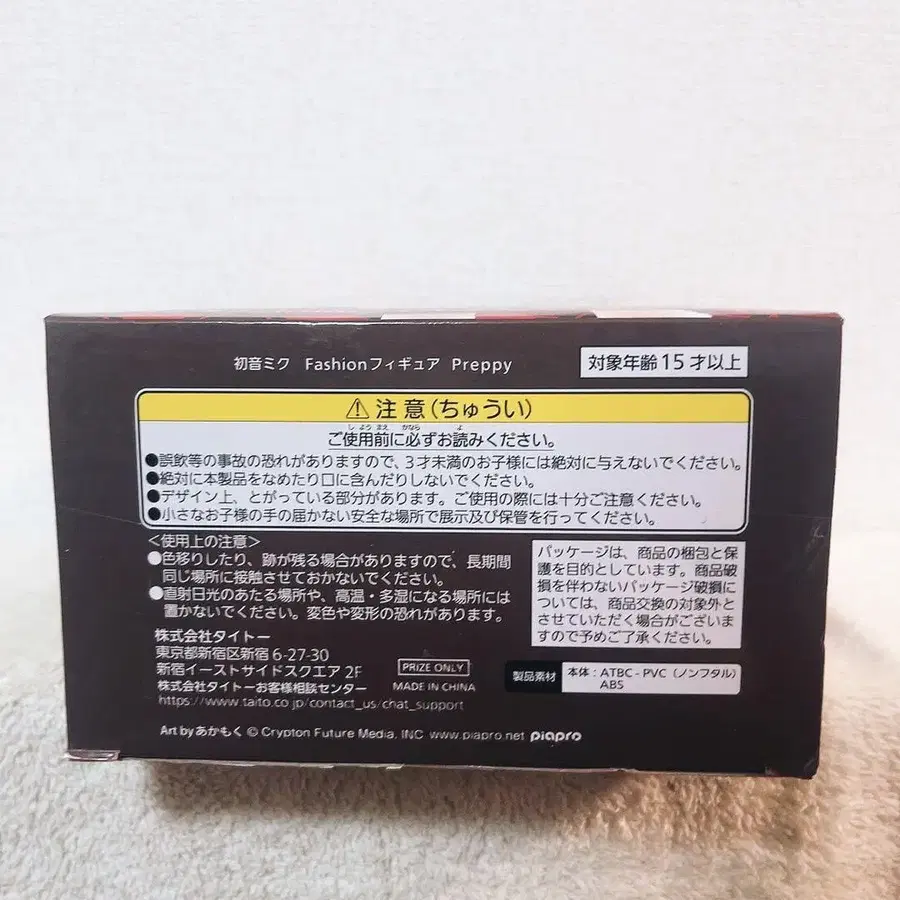 初音ミク Fashionフィギュア Preppy
対象年齢15才以上
⚠注意(ちゅうい)
ご使用前に必ずお読みください。
●誤飲等の事故の恐れがありますので、3才未満のお子様には絶対に与えないでください。
●絶対に本製品をなめたり口に含んだりしないでください。
●デザイン上、とがっている部分があります。ご使用の際には十分ご注意ください。
●小さなお子様の手の届かない安全な場所で展示及び保管を行ってください。
<使用上の注意>
●色移りしたり、跡が残る場合がありますので、長期間
同じ場所に接触させておかないでください。
●直射日光のあたる場所や、高温・多湿になる場所には
置かないでください。変色や変形の恐れがあります。
パッケージは、商品の梱包と保
護を目的としています。商品破
損を伴わないパッケージ破損に
ついては、商品交換の対象外と
させていただく場合がございま
すので予めご了承ください。
株式会社タイトー
東京都新宿区新宿6-27-30
新宿イーストサイドスクエア2F
株式会社タイトーお客様相談センター
https://www.taito.co.jp/contact_us/chat_support
PRIZE ONLY
MADE IN CHINA
製品素材
本体:ATBC-PVC(ノンフタル)
ABS
Art by あかもく © Crypton Future Media, INC www.piapro.net piapro